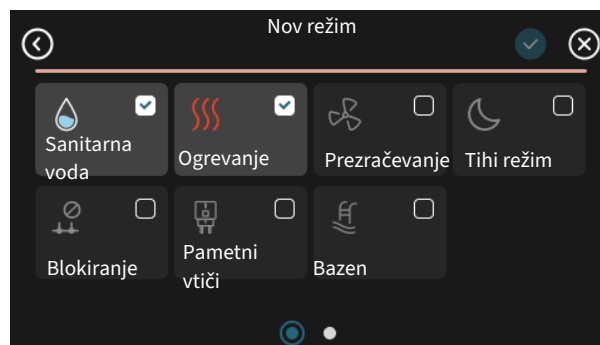 Nov režim
Sanitarna
voda
Ogrevanje
Prezračevanje
Tihi režim
Blokiranje
Pametni
vtiči
Bazen